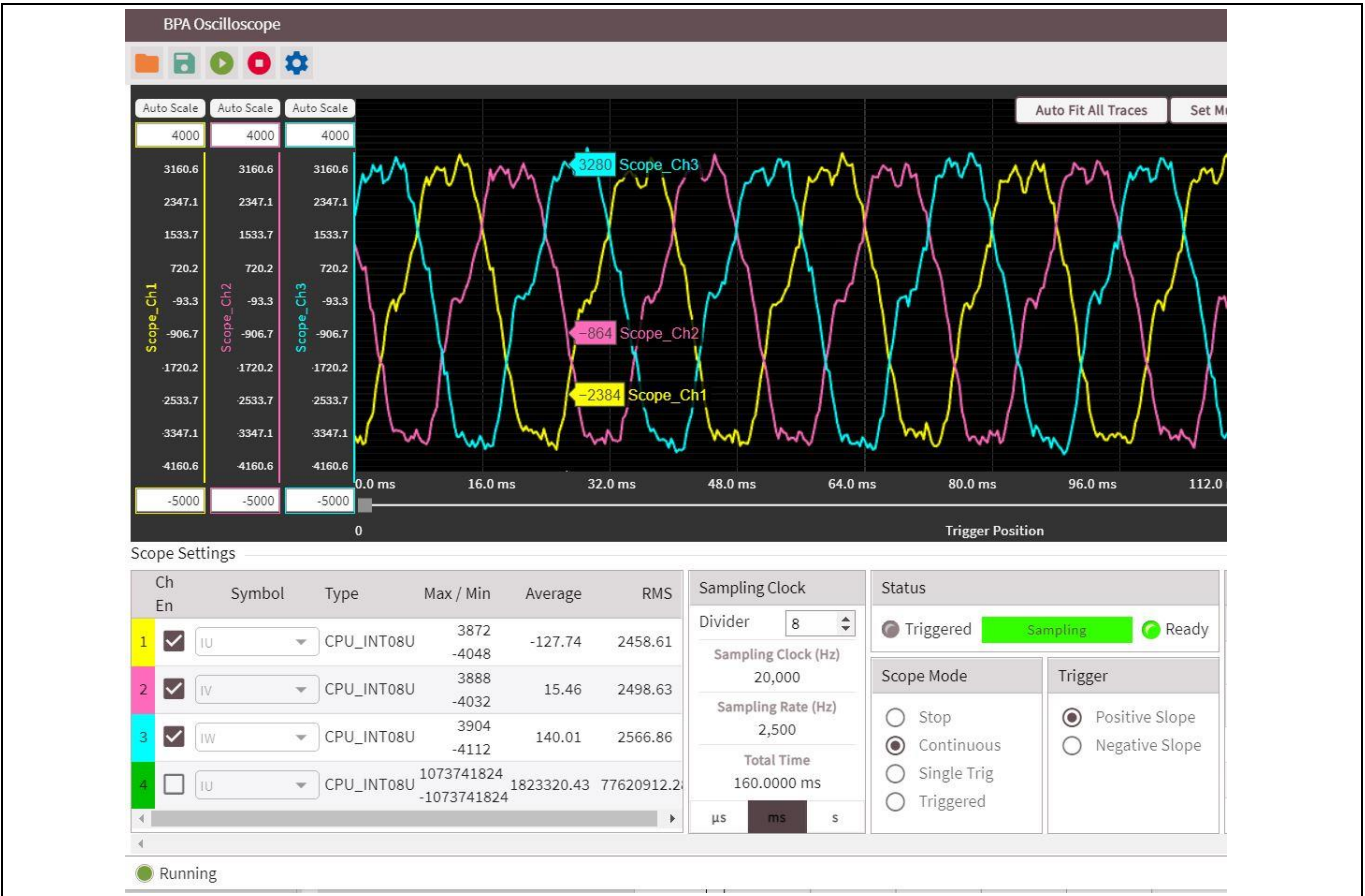 BPA Oscilloscope
Auto Scale Auto Scale Auto Scale
Auto Fit All Traces Set
4000 4000 4000
3160.6 3160.6 3160.6
3280 Scope_Ch3
2347.1 2347.1 2347.1
1533.7 1533.7 1533.7
720.2 720.2 720.2
Scope_Ch1 Scope_Ch2 Scope_Ch3
-93.3 -93.3 -93.3
-906.7 -906.7 -906.7
-864 Scope_Ch2
-1720.2 -1720.2 -1720.2
-2533.7 -2533.7 -2533.7
-2384 Scope_Ch1
-3347.1 -3347.1 -3347.1
-4160.6 -4160.6 -4160.6
0.0 ms 16.0 ms 32.0 ms 48.0 ms 64.0 ms 80.0 ms 96.0 ms 112.0
-5000 -5000 -5000
0 Trigger Position
Scope Settings
Ch En Symbol Type Max / Min Average RMS
1 IU CPU_INT08U 3872 -4048 -127.74 2458.61
2 IV CPU_INT08U 3888 -4032 15.46 2498.63
3 IW CPU_INT08U 3904 -4112 140.01 2566.86
4 IU CPU_INT08U 1073741824 -1073741824 1823320.43 77620912.2
Sampling Clock
Divider 8
Sampling Clock (Hz)
20,000
Sampling Rate (Hz)
2,500
Total Time
160.0000 ms
µs ms s
Status
Triggered Sampling Ready
Scope Mode
Stop
Continuous
Single Trig
Triggered
Trigger
Positive Slope
Negative Slope
Running